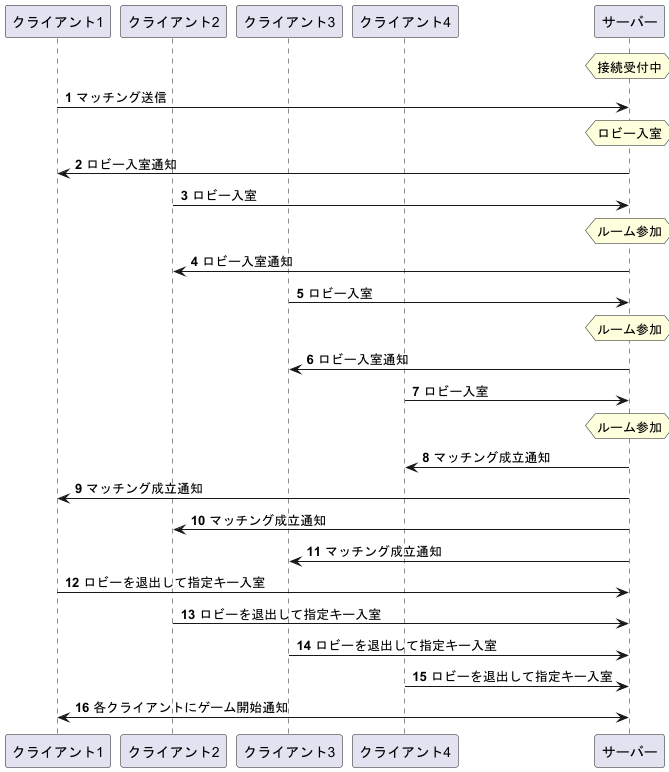 クライアント1 クライアント2 クライアント3 クライアント4 サーバー
接続受付中
1 マッチング送信
ロビー入室
2 ロビー入室通知
3 ロビー入室
ルーム参加
4 ロビー入室通知
5 ロビー入室
ルーム参加
6 ロビー入室通知
7 ロビー入室
ルーム参加
8 マッチング成立通知
9 マッチング成立通知
10 マッチング成立通知
11 マッチング成立通知
12 ロビーを退出して指定キー入室
13 ロビーを退出して指定キー入室
14 ロビーを退出して指定キー入室
15 ロビーを退出して指定キー入室
16 各クライアントにゲーム開始通知
クライアント1 クライアント2 クライアント3 クライアント4 サーバー